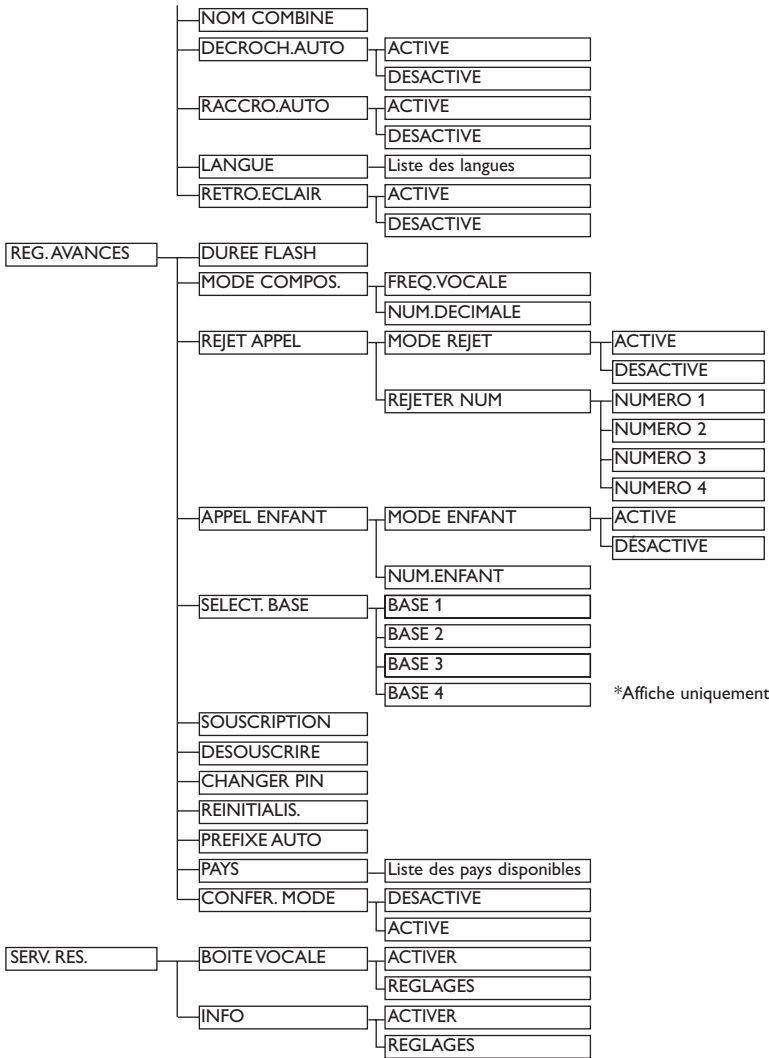 NOM COMBINE
DECROCH.AUTO ACTIVE
DESACTIVE
RACCRO.AUTO ACTIVE
DESACTIVE
LANGUE Liste des langues
RETRO.ECLAIR ACTIVE
DESACTIVE
REG. AVANCES DUREE FLASH
MODE COMPOS. FREQ.VOCALE
NUM.DECIMALE
REJET APPEL MODE REJET ACTIVE
DESACTIVE
REJETER NUM NUMERO 1
NUMERO 2
NUMERO 3
NUMERO 4
APPEL ENFANT MODE ENFANT ACTIVE
DÉSACTIVE
NUM.ENFANT
SELECT. BASE BASE 1
BASE 2
BASE 3
BASE 4 *Affiche uniquement
SOUSCRIPTION
DESOUSCRIRE
CHANGER PIN
REINITIALIS.
PREFIXE AUTO
PAYS Liste des pays disponibles
CONFER. MODE DESACTIVE
ACTIVE
SERV. RES. BOITE VOCALE ACTIVER
REGLAGES
INFO ACTIVER
REGLAGES